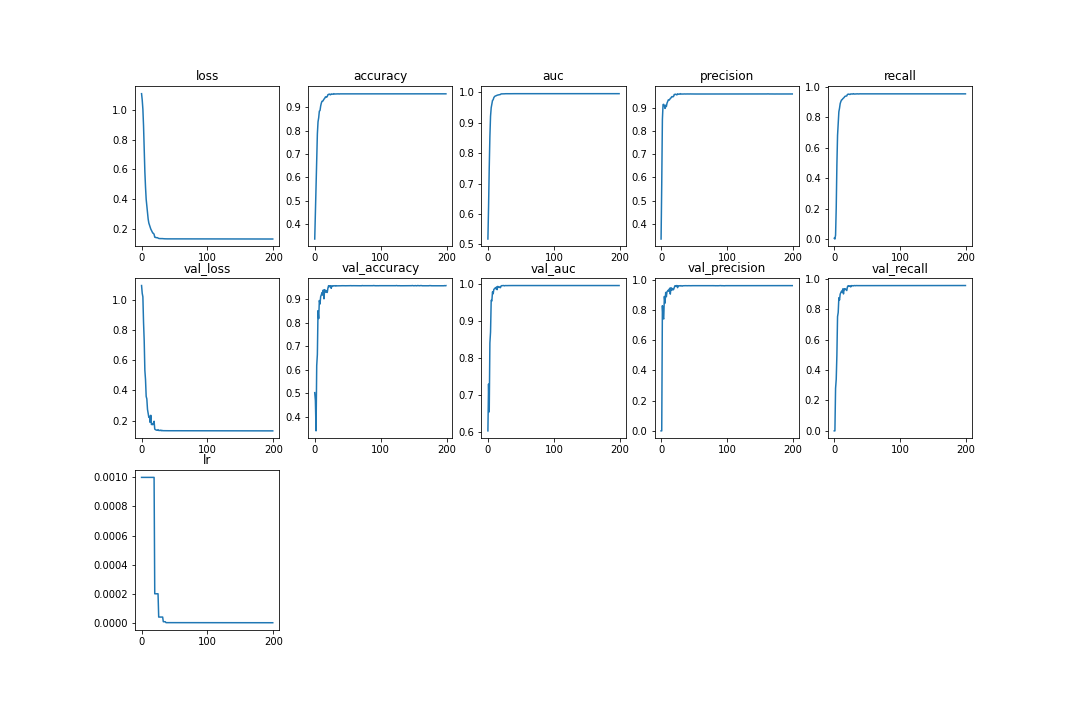 loss accuracy auc precision recall
1.0 0.8 0.6 0.4 0.2
0.9 0.8 0.7 0.6 0.5 0.4
1.0 0.9 0.8 0.7 0.6 0.5
0.9 0.8 0.7 0.6 0.5 0.4
1.0 0.8 0.6 0.4 0.2 0.0
0 100 200 0 100 200 0 100 200 0 100 200 0 100 200
val_loss val_accuracy val_auc val_precision val_recall
1.0 0.8 0.6 0.4 0.2
0.9 0.8 0.7 0.6 0.5 0.4
1.0 0.9 0.8 0.7 0.6
1.0 0.8 0.6 0.4 0.2 0.0
1.0 0.8 0.6 0.4 0.2 0.0
0 100 200 0 100 200 0 100 200 0 100 200 0 100 200
lr
0.0010
0.0008
0.0006
0.0004
0.0002
0.0000
0 100 200